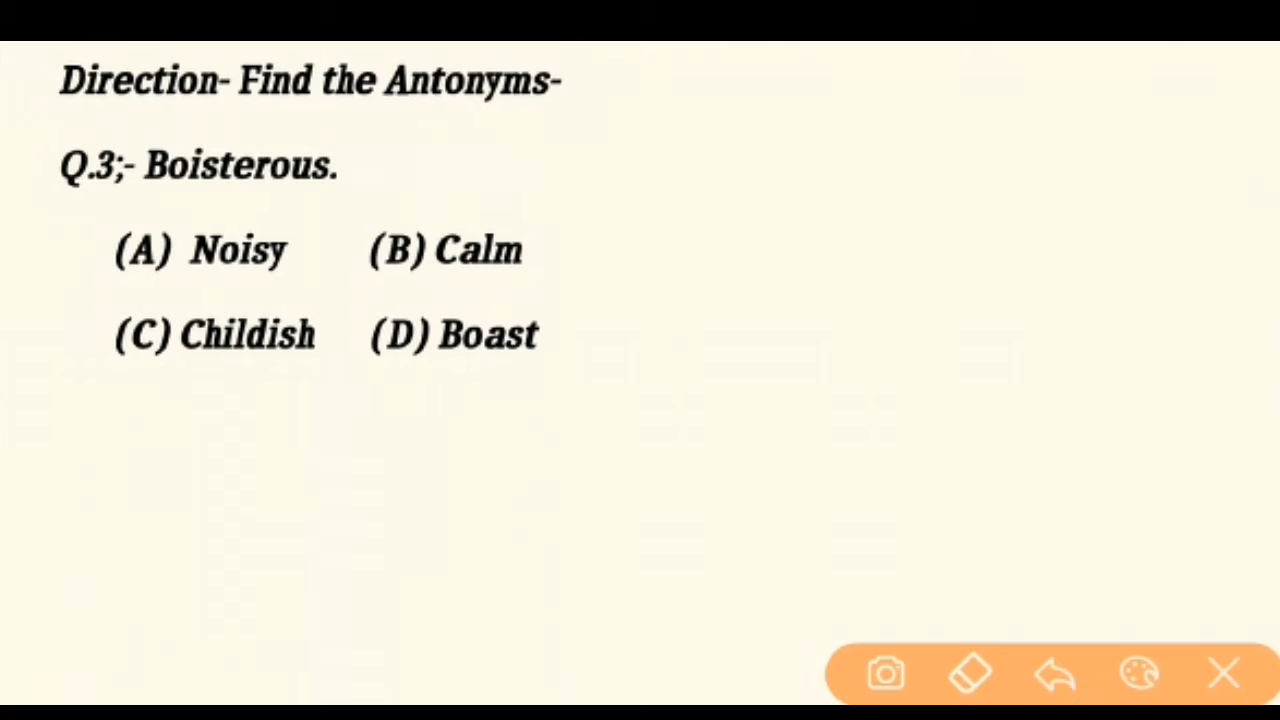 Direction- Find the Antonyms-
Q.3;- Boisterous.
(A) Noisy (B) Calm
(C) Childish (D) Boast